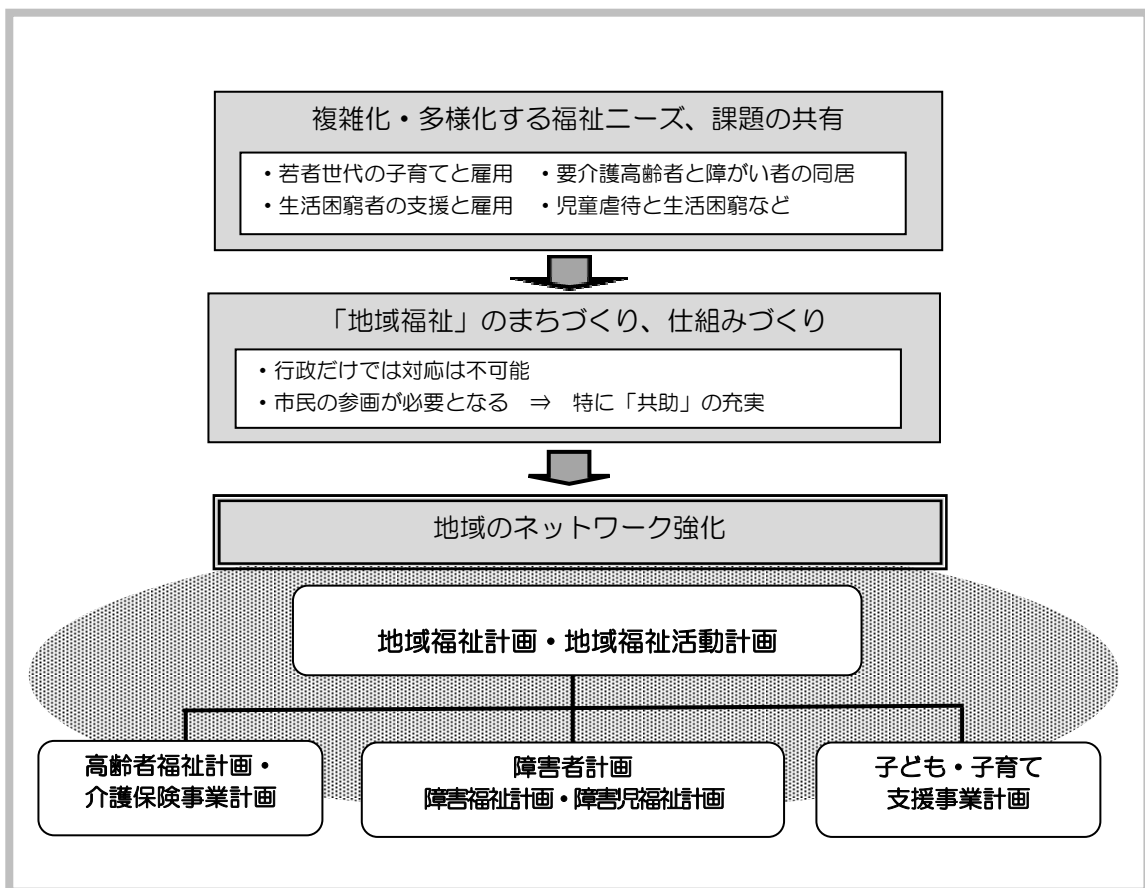 複雑化・多様化する福祉ニーズ、課題の共有
・若者世代の子育てと雇用　・要介護高齢者と障がい者の同居
・生活困窮者の支援と雇用　・児童虐待と生活困窮など
「地域福祉」のまちづくり、仕組みづくり
・行政だけでは対応は不可能
・市民の参画が必要となる　⇒　特に「共助」の充実
地域のネットワーク強化
地域福祉計画・地域福祉活動計画
高齢者福祉計画・
介護保険事業計画
障害者計画
障害福祉計画・障害児福祉計画
子ども・子育て
支援事業計画